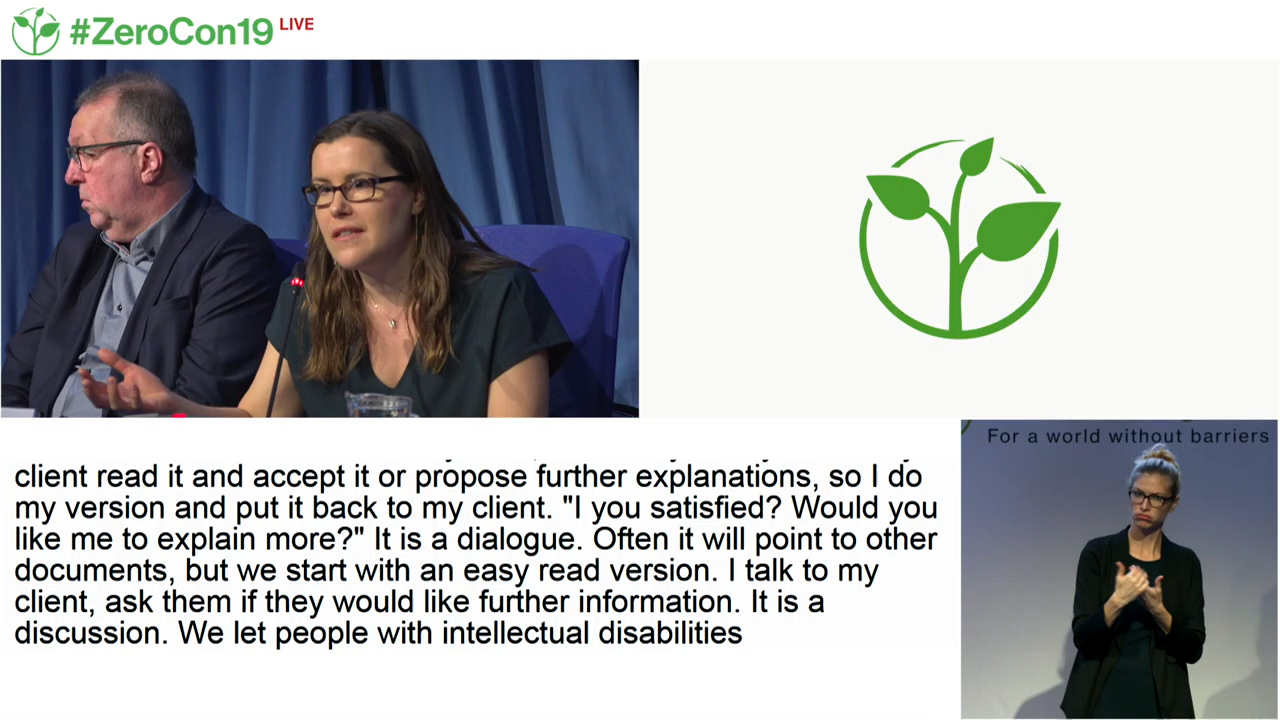 #ZeroCon19 LIVE
For a world without barriers
client read it and accept it or propose further explanations, so I do
my version and put it back to my client. "I you satisfied? Would you
like me to explain more?" It is a dialogue. Often it will point to other
documents, but we start with an easy read version. I talk to my
client, ask them if they would like further information. It is a
discussion. We let people with intellectual disabilities